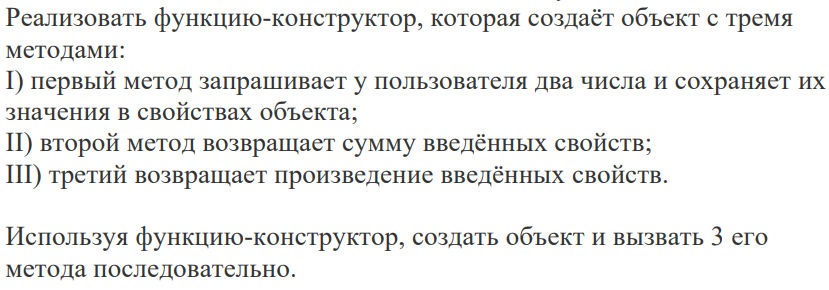 Реализовать функцию-конструктор, которая создаёт объект с тремя
методами:
I) первый метод запрашивает у пользователя два числа и сохраняет их
значения в свойствах объекта;
II) второй метод возвращает сумму введённых свойств;
III) третий возвращает произведение введённых свойств.
Используя функцию-конструктор, создать объект и вызвать 3 его
метода последовательно.